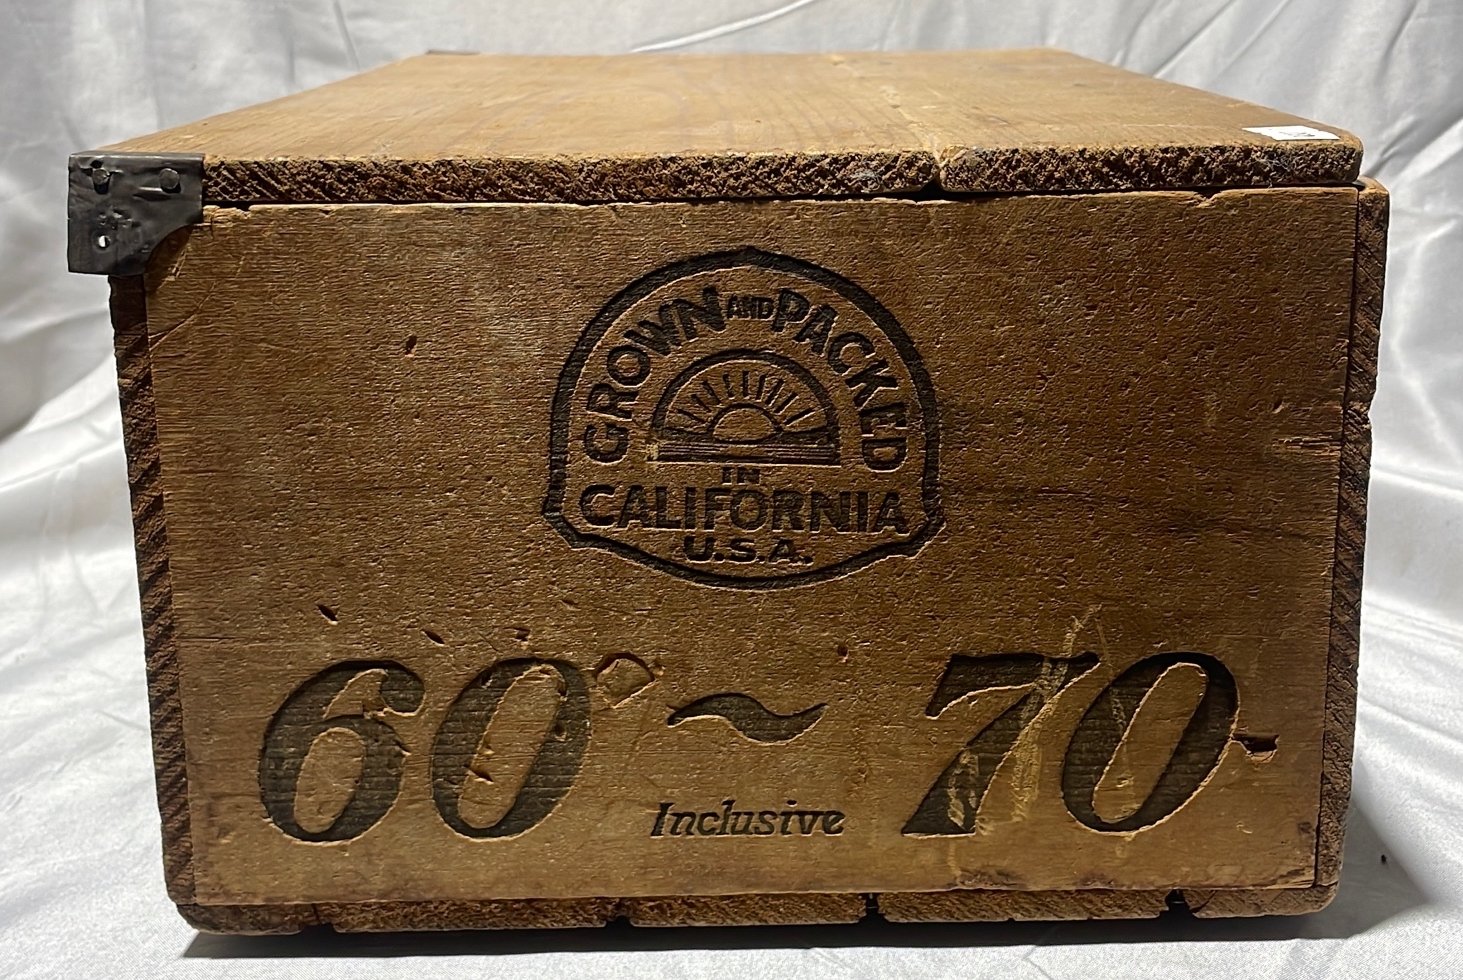 GROWN AND PACKED
IN
CALIFORNIA
U.S.A.
60 ~ 70
Inclusive